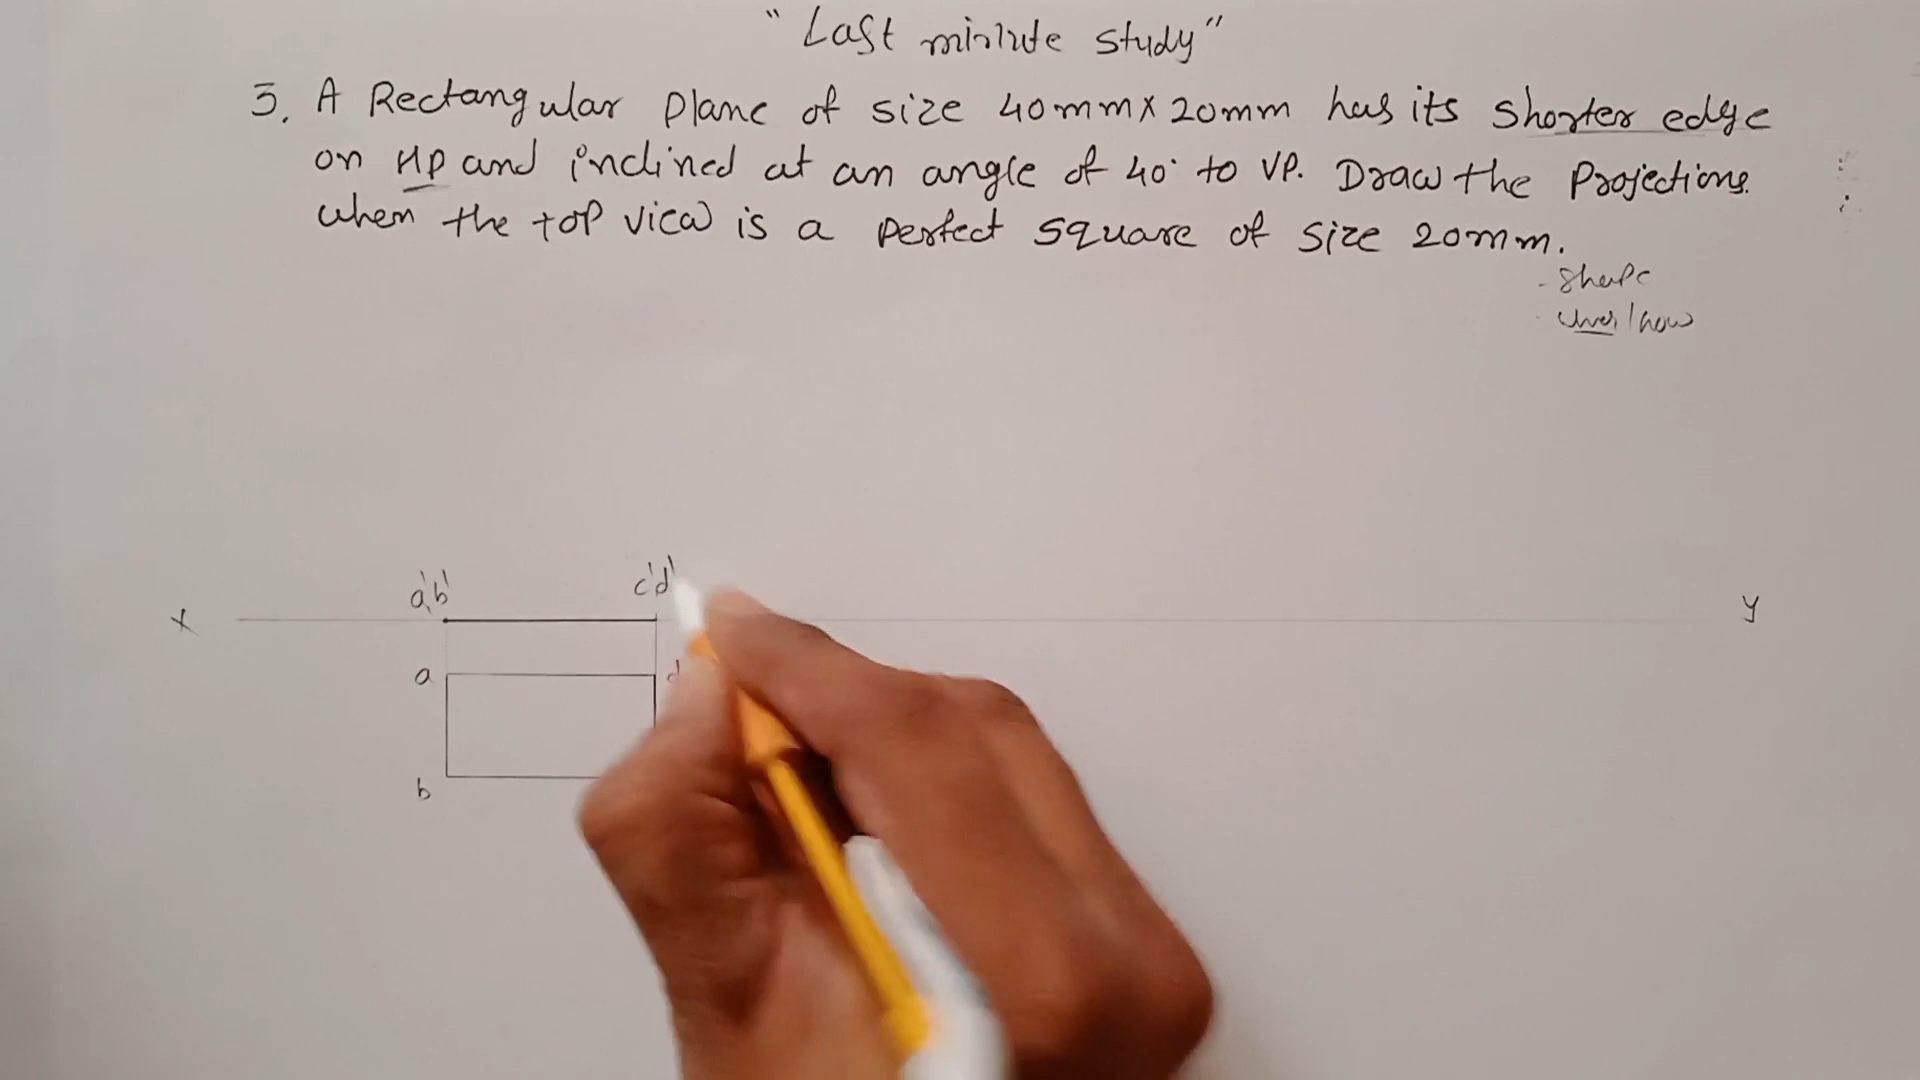 "Last minute study"
3. A Rectangular Plane of size 40mm x 20mm has its shorter edge
on HP and inclined at an angle of 40° to VP. Draw the Projections.
when the top view is a perfect square of size 20mm.
- shape
/ how
a'b' c'd'
X Y
a d
b